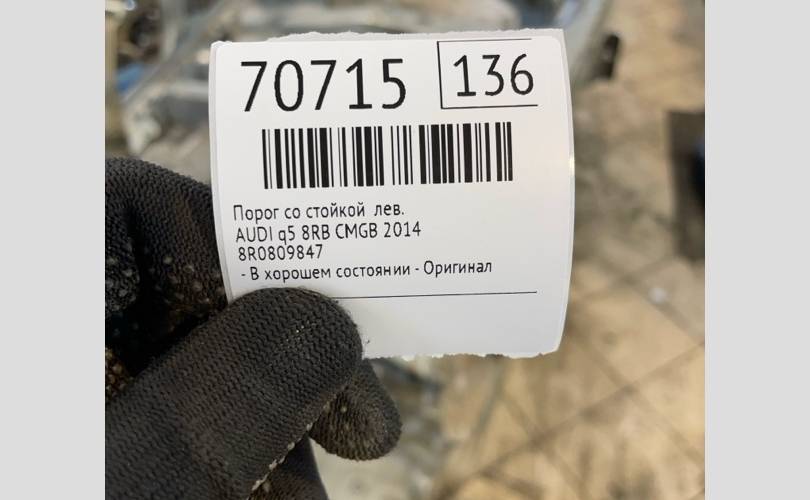 70715 136
Порог со стойкой лев.
AUDI q5 8RB CMGB 2014
8R0809847
- В хорошем состоянии - Оригинал